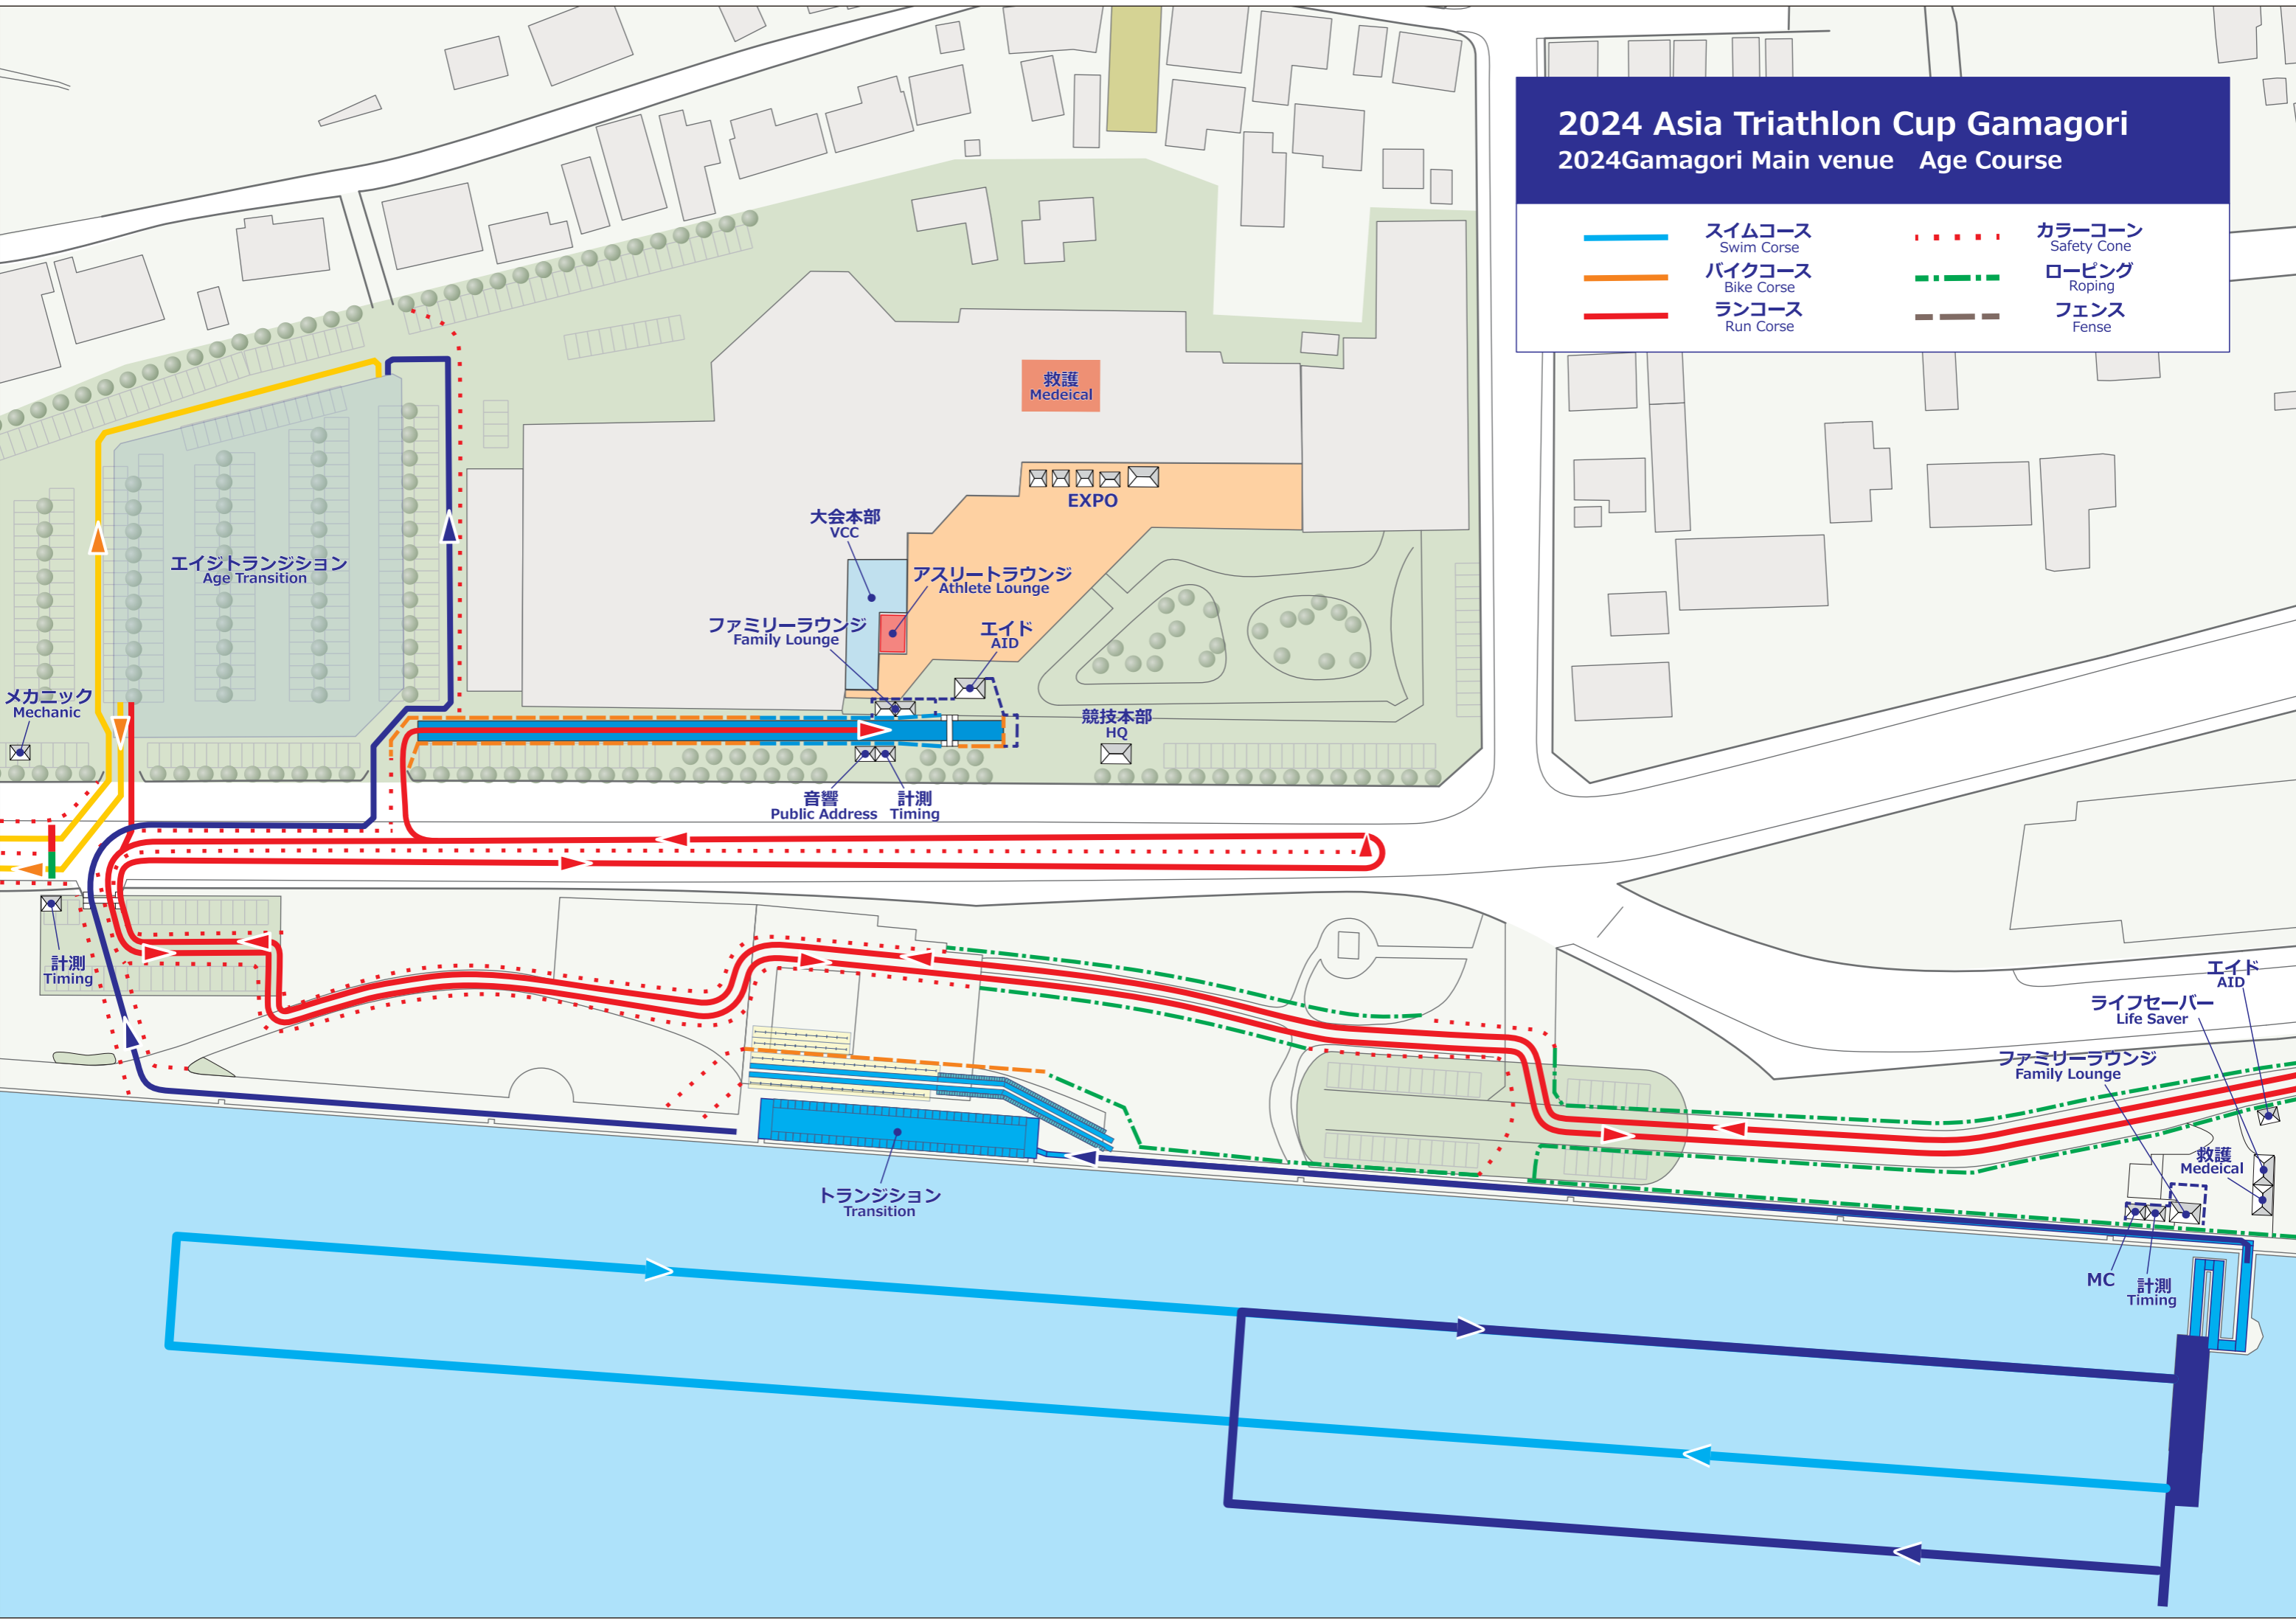 2024 Asia Triathlon Cup Gamagori
2024Gamagori Main venue Age Course
スイムコース
Swim Corse
カラーコーン
Safety Cone
バイクコース
Bike Corse
ローピング
Roping
ランコース
Run Corse
フェンス
Fense
救護
Medeical
EXPO
大会本部
VCC
エイジトランジション
Age Transition
アスリートラウンジ
Athlete Lounge
ファミリーラウンジ
Family Lounge
エイド
AID
メカニック
Mechanic
競技本部
HQ
音響
Public Address
計測
Timing
計測
Timing
エイド
AID
ライフセーバー
Life Saver
ファミリーラウンジ
Family Lounge
救護
Medeical
トランジション
Transition
MC
計測
Timing